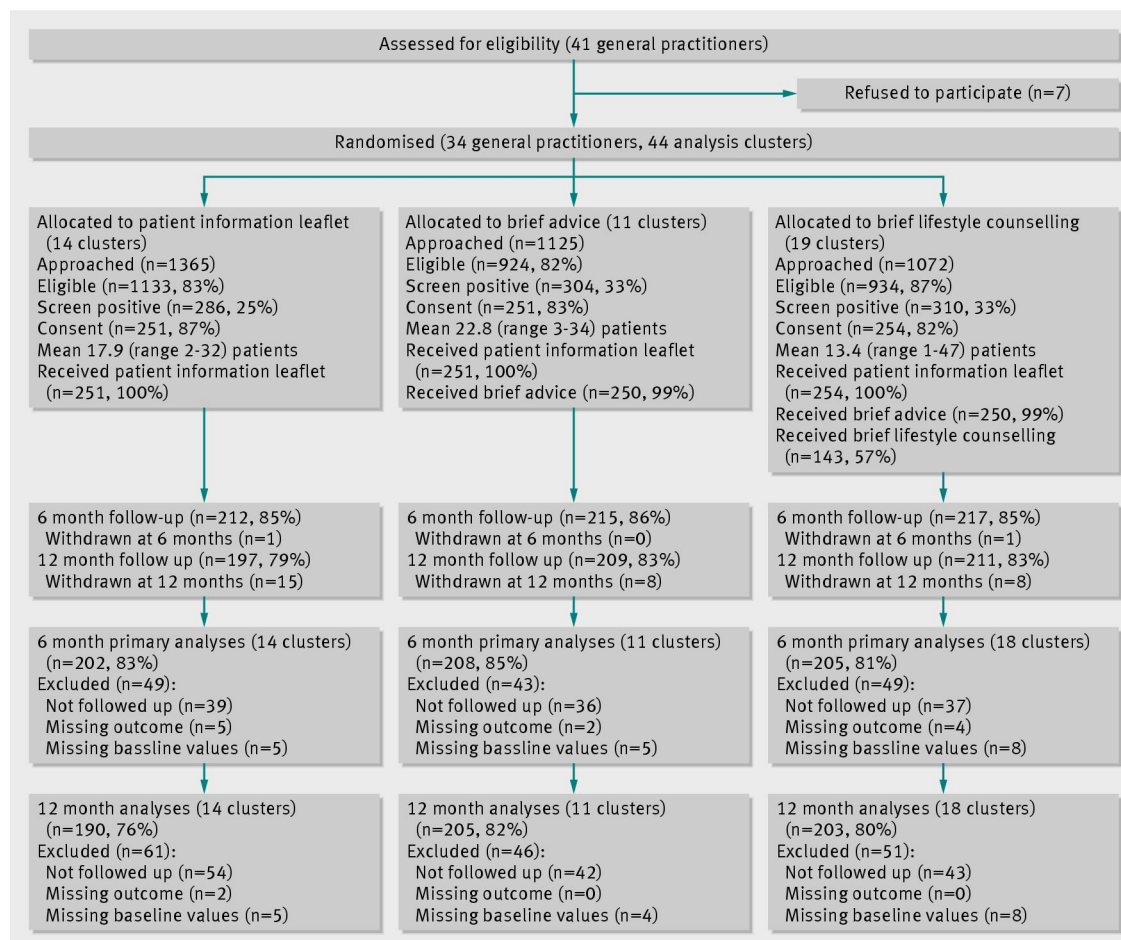 Assessed for eligibility (41 general practitioners)
Refused to participate (n=7)
Randomised (34 general practitioners, 44 analysis clusters)
Allocated to patient information leaflet
(14 clusters)
Approached (n=1365)
Eligible (n=1133, 83%)
Screen positive (n=286, 25%)
Consent (n=251, 87%)
Mean 17.9 (range 2-32) patients
Received patient information leaflet
(n=251, 100%)
Allocated to brief advice (11 clusters)
Approached (n=1125)
Eligible (n=924, 82%)
Screen positive (n=304, 33%)
Consent (n=251, 83%)
Mean 22.8 (range 3-34) patients
Received patient information leaflet
(n=251, 100%)
Received brief advice (n=250, 99%)
Allocated to brief lifestyle counselling
(19 clusters)
Approached (n=1072)
Eligible (n=934, 87%)
Screen positive (n=310, 33%)
Consent (n=254, 82%)
Mean 13.4 (range 1-47) patients
Received patient information leaflet
(n=254, 100%)
Received brief advice (n=250, 99%)
Received brief lifestyle counselling
(n=143, 57%)
6 month follow-up (n=212, 85%)
Withdrawn at 6 months (n=1)
12 month follow up (n=197, 79%)
Withdrawn at 12 months (n=15)
6 month follow-up (n=215, 86%)
Withdrawn at 6 months (n=0)
12 month follow up (n=209, 83%)
Withdrawn at 12 months (n=8)
6 month follow-up (n=217, 85%)
Withdrawn at 6 months (n=1)
12 month follow up (n=211, 83%)
Withdrawn at 12 months (n=8)
6 month primary analyses (14 clusters)
(n=202, 83%)
Excluded (n=49):
Not followed up (n=39)
Missing outcome (n=5)
Missing bassline values (n=5)
6 month primary analyses (11 clusters)
(n=208, 85%)
Excluded (n=43):
Not followed up (n=36)
Missing outcome (n=2)
Missing bassline values (n=5)
6 month primary analyses (18 clusters)
(n=205, 81%)
Excluded (n=49):
Not followed up (n=37)
Missing outcome (n=4)
Missing bassline values (n=8)
12 month analyses (14 clusters)
(n=190, 76%)
Excluded (n=61):
Not followed up (n=54)
Missing outcome (n=2)
Missing baseline values (n=5)
12 month analyses (11 clusters)
(n=205, 82%)
Excluded (n=46):
Not followed up (n=42)
Missing outcome (n=0)
Missing baseline values (n=4)
12 month analyses (18 clusters)
(n=203, 80%)
Excluded (n=51):
Not followed up (n=43)
Missing outcome (n=0)
Missing baseline values (n=8)